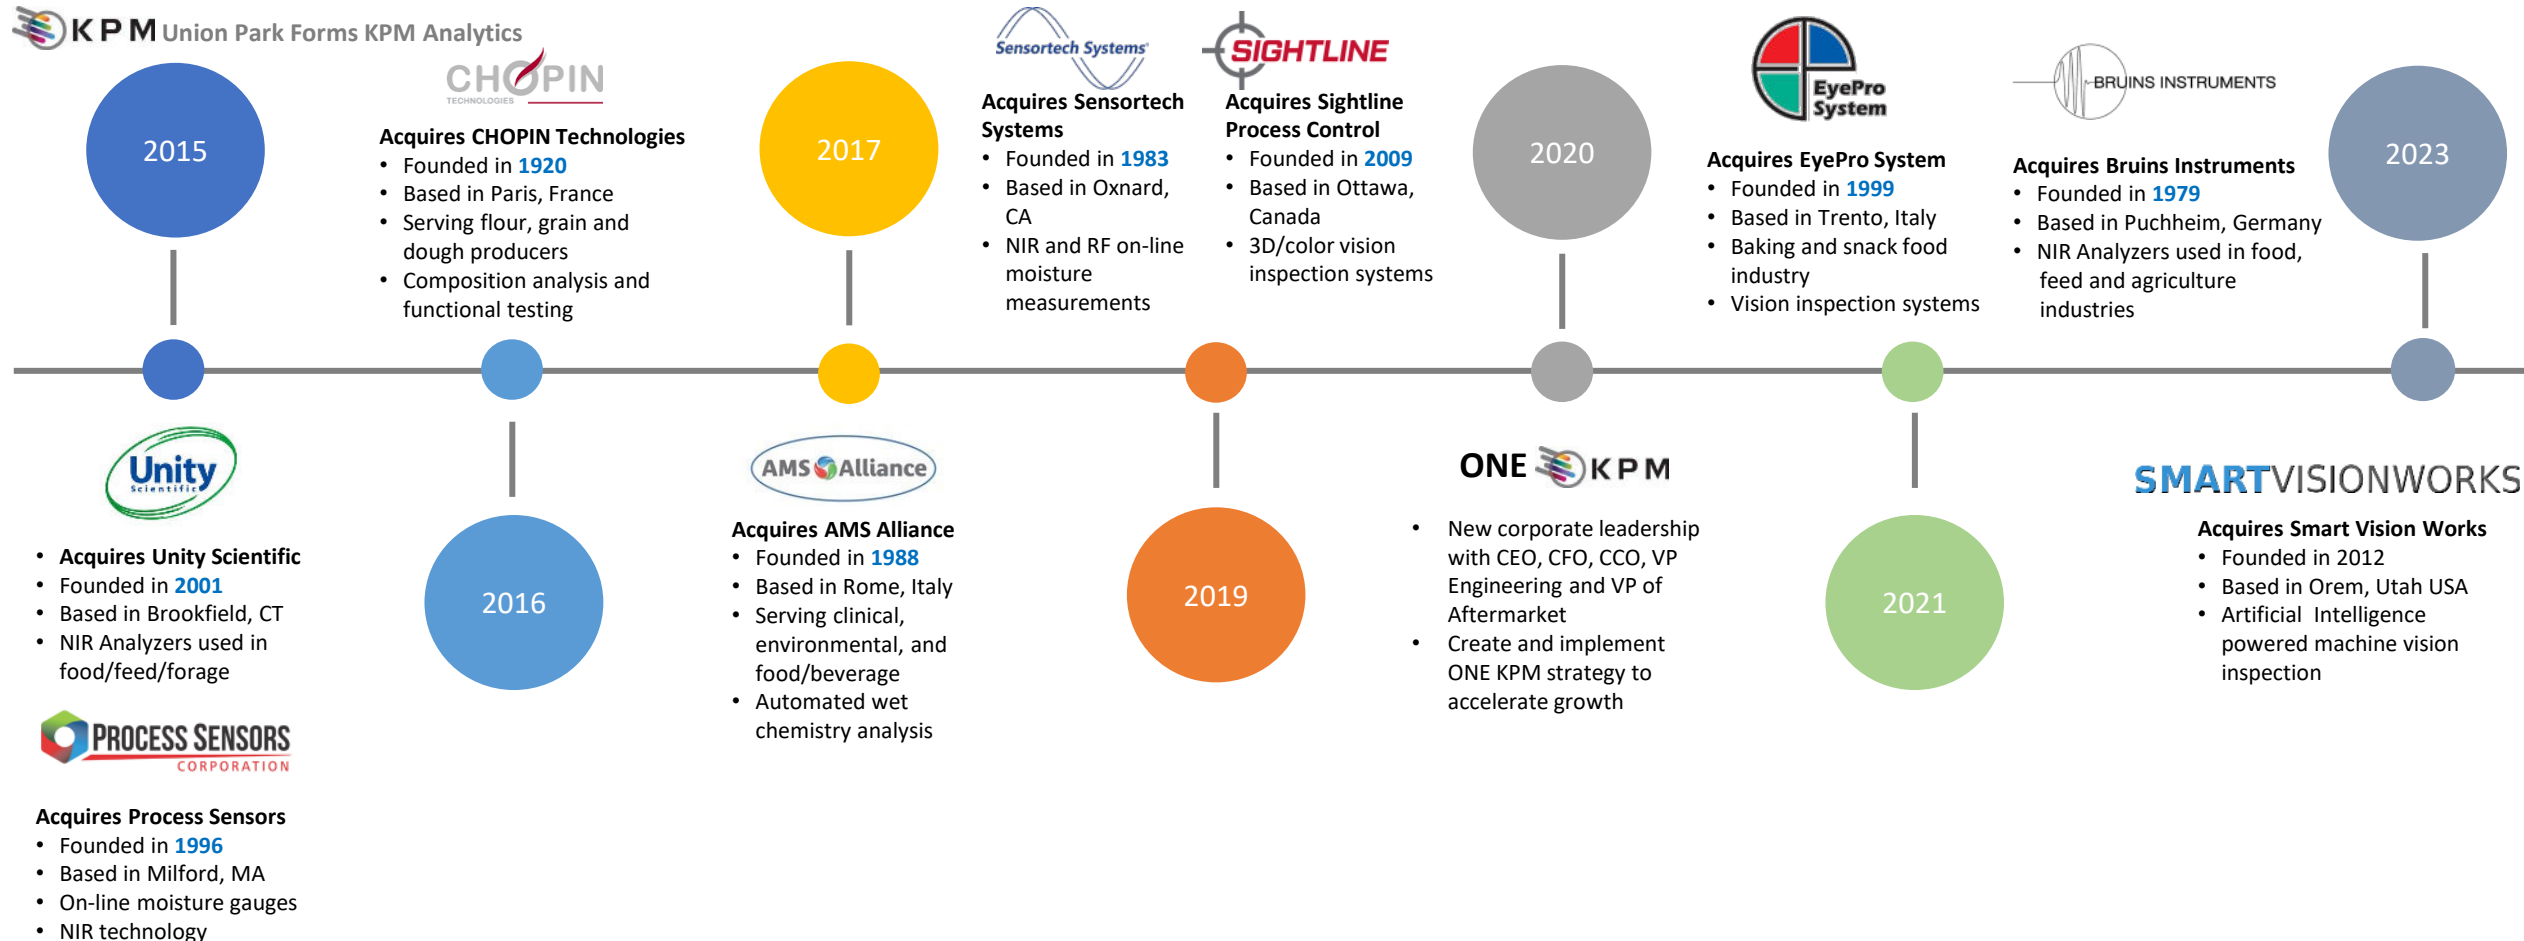 KPM Union Park Forms KPM Analytics
2015
Unity
Scientific
• Acquires Unity Scientific
• Founded in 2001
• Based in Brookfield, CT
• NIR Analyzers used in
food/feed/forage
PROCESS SENSORS
CORPORATION
Acquires Process Sensors
• Founded in 1996
• Based in Milford, MA
• On-line moisture gauges
• NIR technology
CHOPIN
TECHNOLOGIES
Acquires CHOPIN Technologies
• Founded in 1920
• Based in Paris, France
• Serving flour, grain and
dough producers
• Composition analysis and
functional testing
2016
2017
AMS Alliance
Acquires AMS Alliance
• Founded in 1988
• Based in Rome, Italy
• Serving clinical,
environmental, and
food/beverage
• Automated wet
chemistry analysis
Sensortech Systems
Acquires Sensortech
Systems
• Founded in 1983
• Based in Oxnard,
CA
• NIR and RF on-line
moisture
measurements
SIGHTLINE
Acquires Sightline
Process Control
• Founded in 2009
• Based in Ottawa,
Canada
• 3D/color vision
inspection systems
2019
2020
ONE KPM
• New corporate leadership
with CEO, CFO, CCO, VP
Engineering and VP of
Aftermarket
• Create and implement
ONE KPM strategy to
accelerate growth
EyePro
System
Acquires EyePro System
• Founded in 1999
• Based in Trento, Italy
• Baking and snack food
industry
• Vision inspection systems
BRUINS INSTRUMENTS
Acquires Bruins Instruments
• Founded in 1979
• Based in Puchheim, Germany
• NIR Analyzers used in food,
feed and agriculture
industries
2021
2023
SMARTVISIONWORKS
Acquires Smart Vision Works
• Founded in 2012
• Based in Orem, Utah USA
• Artificial Intelligence
powered machine vision
inspection